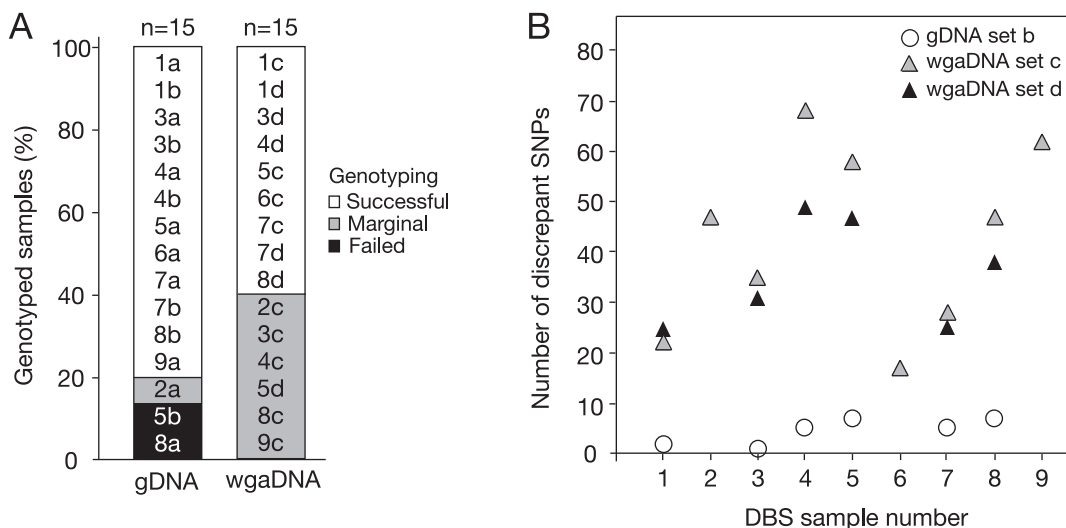 A
n=15
n=15
Genotyped samples (%)
100
80
60
40
20
0
1a
1b
3a
3b
4a
4b
5a
6a
7a
7b
8b
9a
2a
5b
8a
1c
1d
3d
4d
5c
6c
7c
7d
8d
2c
3c
4c
5d
8c
9c
gDNA
wgaDNA
Genotyping
Successful
Marginal
Failed
B
gDNA set b
wgaDNA set c
wgaDNA set d
Number of discrepant SNPs
80
70
60
50
40
30
20
10
0
1 2 3 4 5 6 7 8 9
DBS sample number